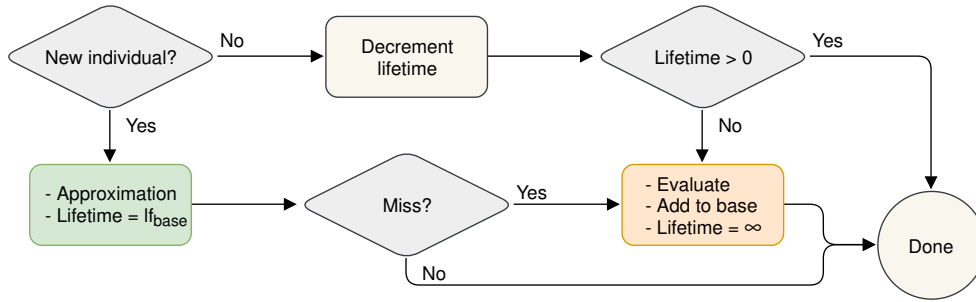 New individual?
No
Decrement
lifetime
Lifetime > 0
Yes
Yes
No
- Approximation
- Lifetime = lf_base
Miss?
Yes
- Evaluate
- Add to base
- Lifetime = ∞
Done
No